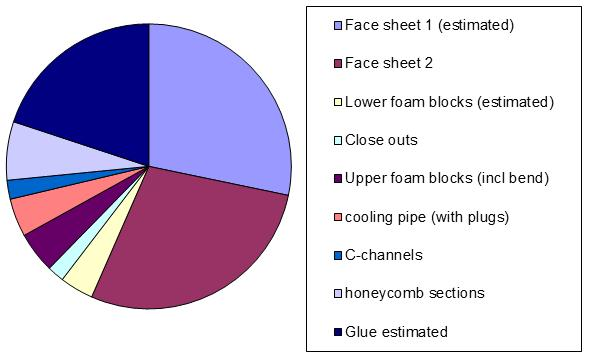 Face sheet 1 (estimated)
Face sheet 2
Lower foam blocks (estimated)
Close outs
Upper foam blocks (incl bend)
cooling pipe (with plugs)
C-channels
honeycomb sections
Glue estimated